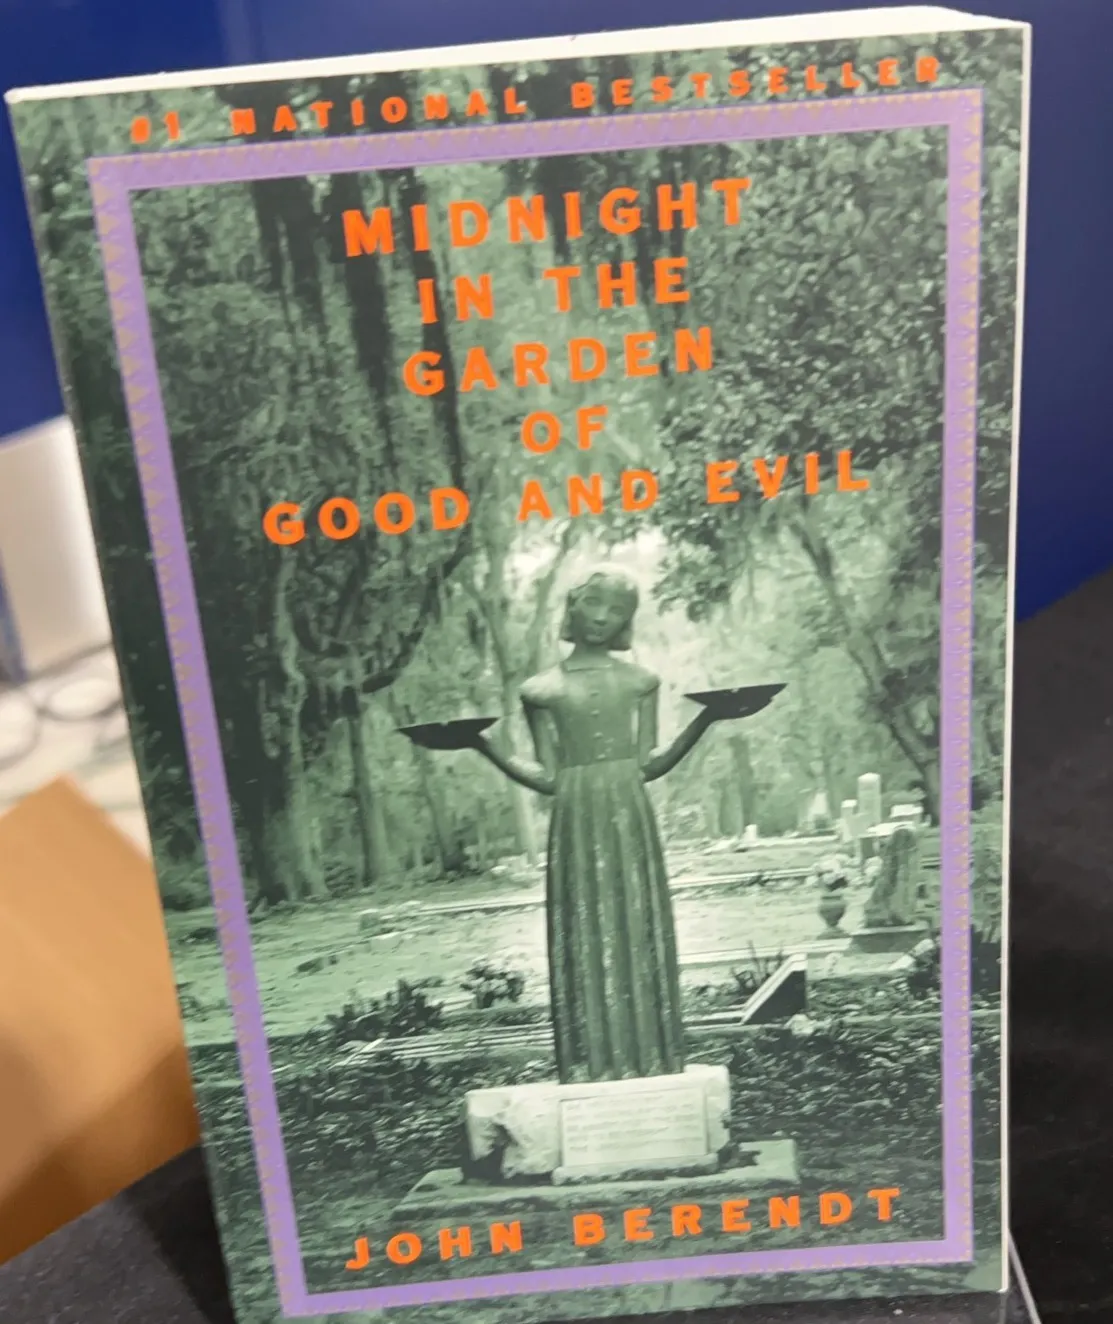 #1 NATIONAL BESTSELLER
MIDNIGHT
IN THE
GARDEN
OF
GOOD AND EVIL
JOHN BERENDT